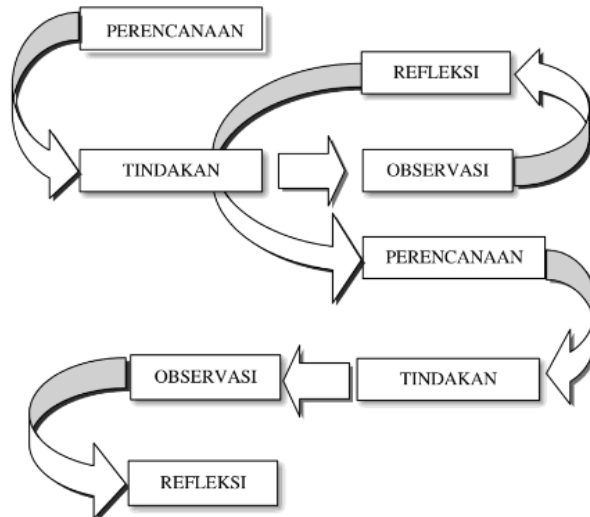 PERENCANAAN
REFLEKSI
TINDAKAN
OBSERVASI
PERENCANAAN
OBSERVASI
TINDAKAN
REFLEKSI